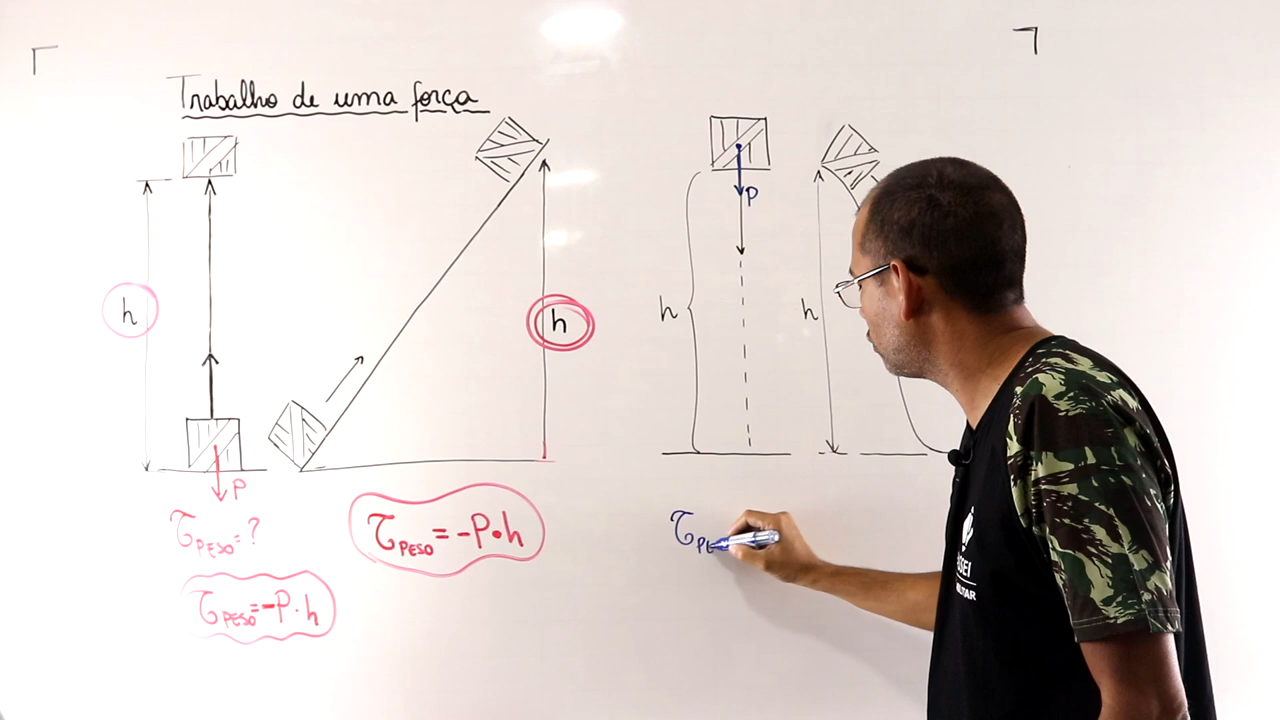 Trabalho de uma força
h
P
τPESO=?
τPESO=-P·h
h
τPESO=-P•h
P
h
h
τPE